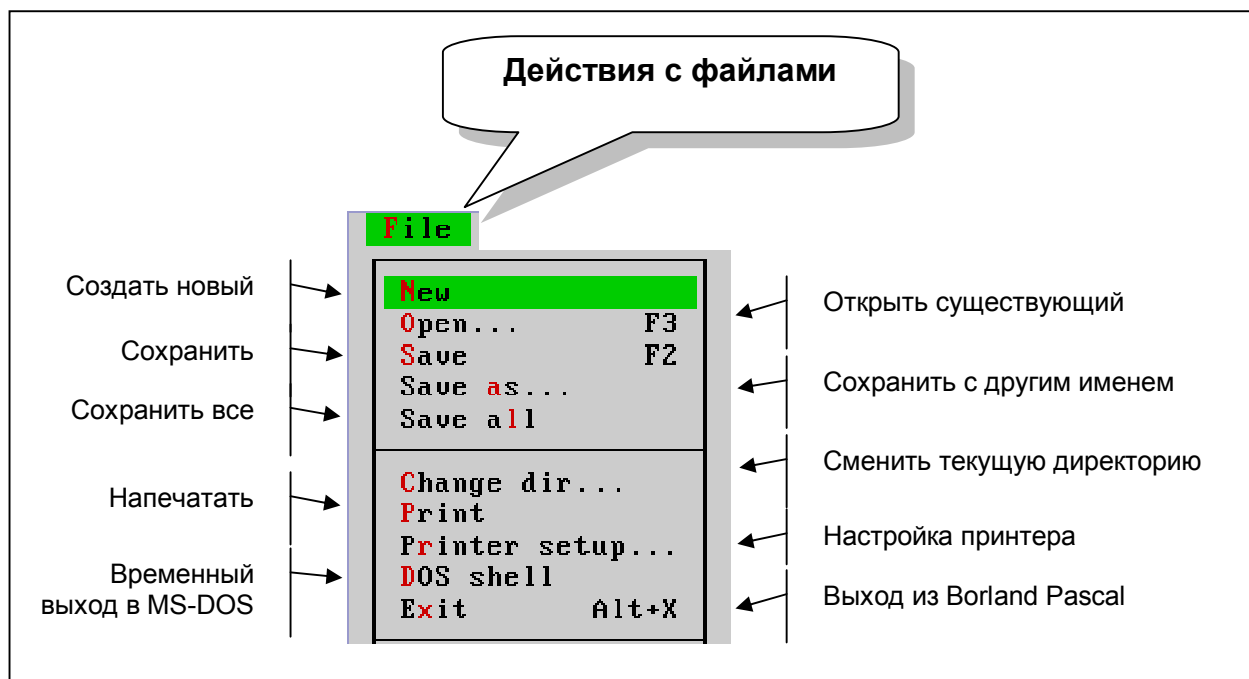 Действия с файлами
File
Создать новый
Сохранить
Сохранить все
Напечатать
Временный
выход в MS-DOS
New
Open... F3
Save F2
Save as...
Save all
Change dir...
Print
Printer setup...
DOS shell
Exit Alt+X
Открыть существующий
Сохранить с другим именем
Сменить текущую директорию
Настройка принтера
Выход из Borland Pascal